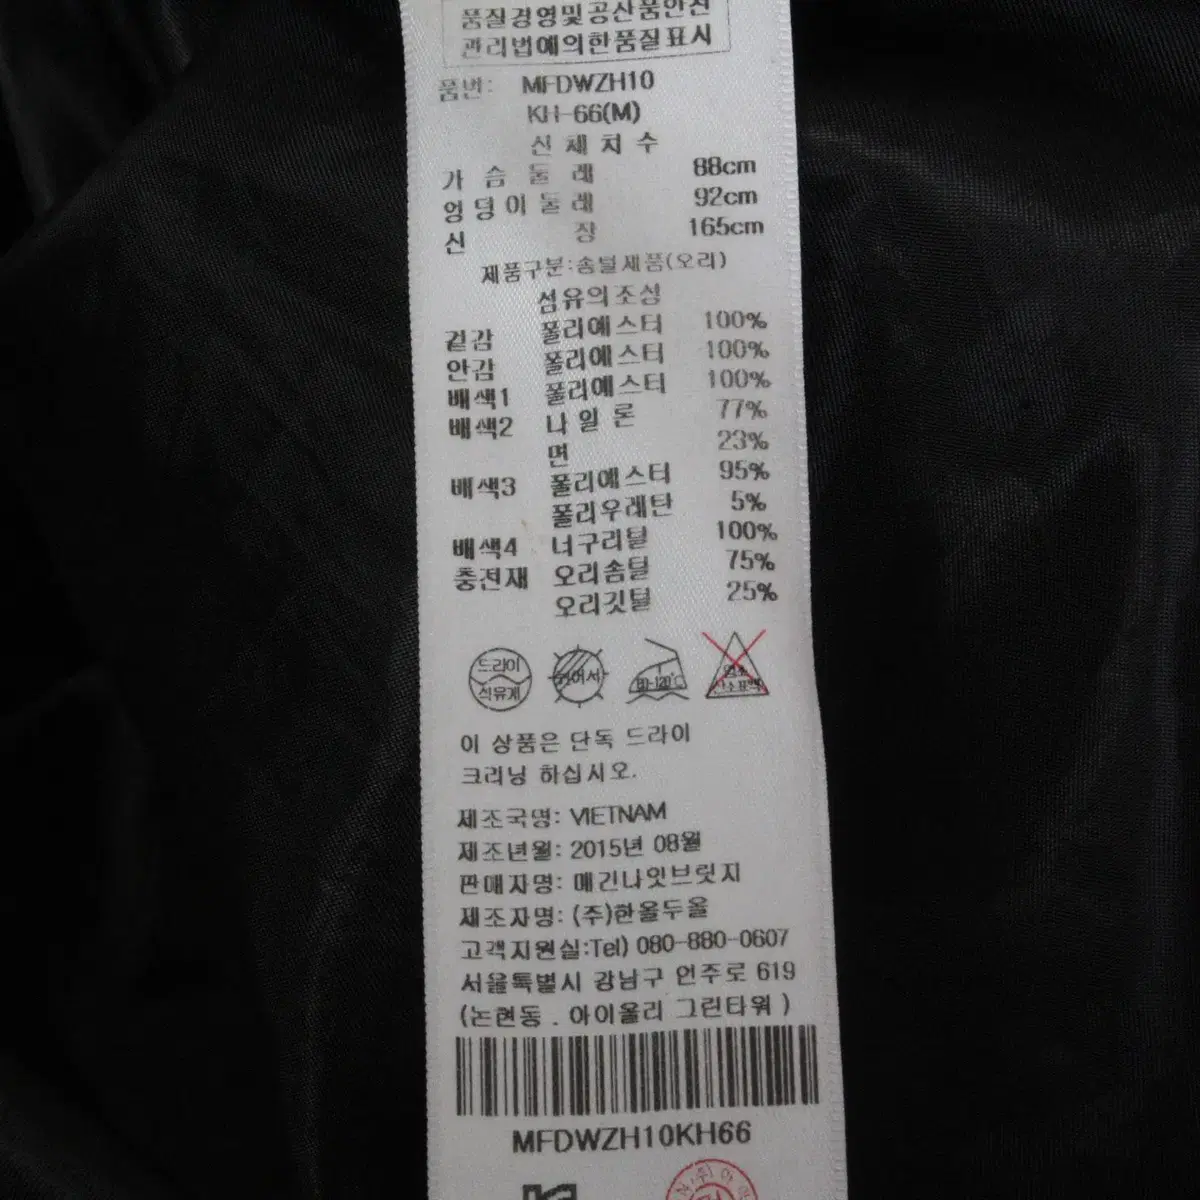 품질경영및공산품안전
관리법에의한품질표시
품번: MFDWZH10
KH-66(M)
신체치수
가슴둘레 88cm
엉덩이둘레 92cm
신장 165cm
제품구분:솜털제품(오리)
섬유의조성
겉감 폴리에스터 100%
안감 폴리에스터 100%
배색1 폴리에스터 100%
배색2 나일론 77%
면 23%
배색3 폴리에스터 95%
폴리우레탄 5%
배색4 너구리털 100%
충전재 오리솜털 75%
오리깃털 25%
드라이
석유계
뉘어서
80-120℃
염소
산소표백
이 상품은 단독 드라이
크리닝 하십시오.
제조국명: VIETNAM
제조년월: 2015년 08월
판매자명: 매긴나잇브릿지
제조자명: (주)한올두올
고객지원실:Tel) 080-880-0607
서울특별시 강남구 언주로 619
(논현동 . 아이올리 그린타워 )
MFDWZH10KH66